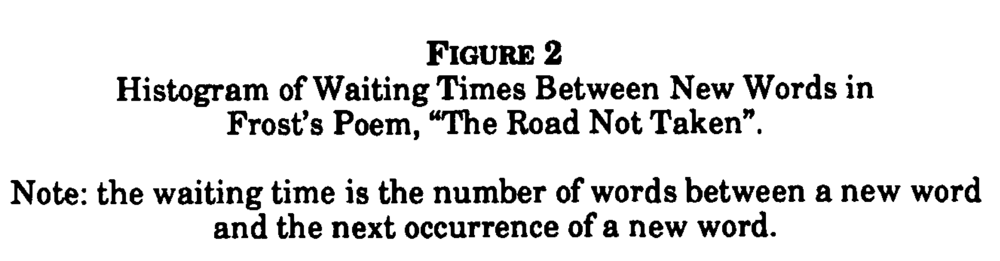 FIGURE 2
Histogram of Waiting Times Between New Words in
Frost's Poem, "The Road Not Taken".
Note: the waiting time is the number of words between a new word
and the next occurrence of a new word.